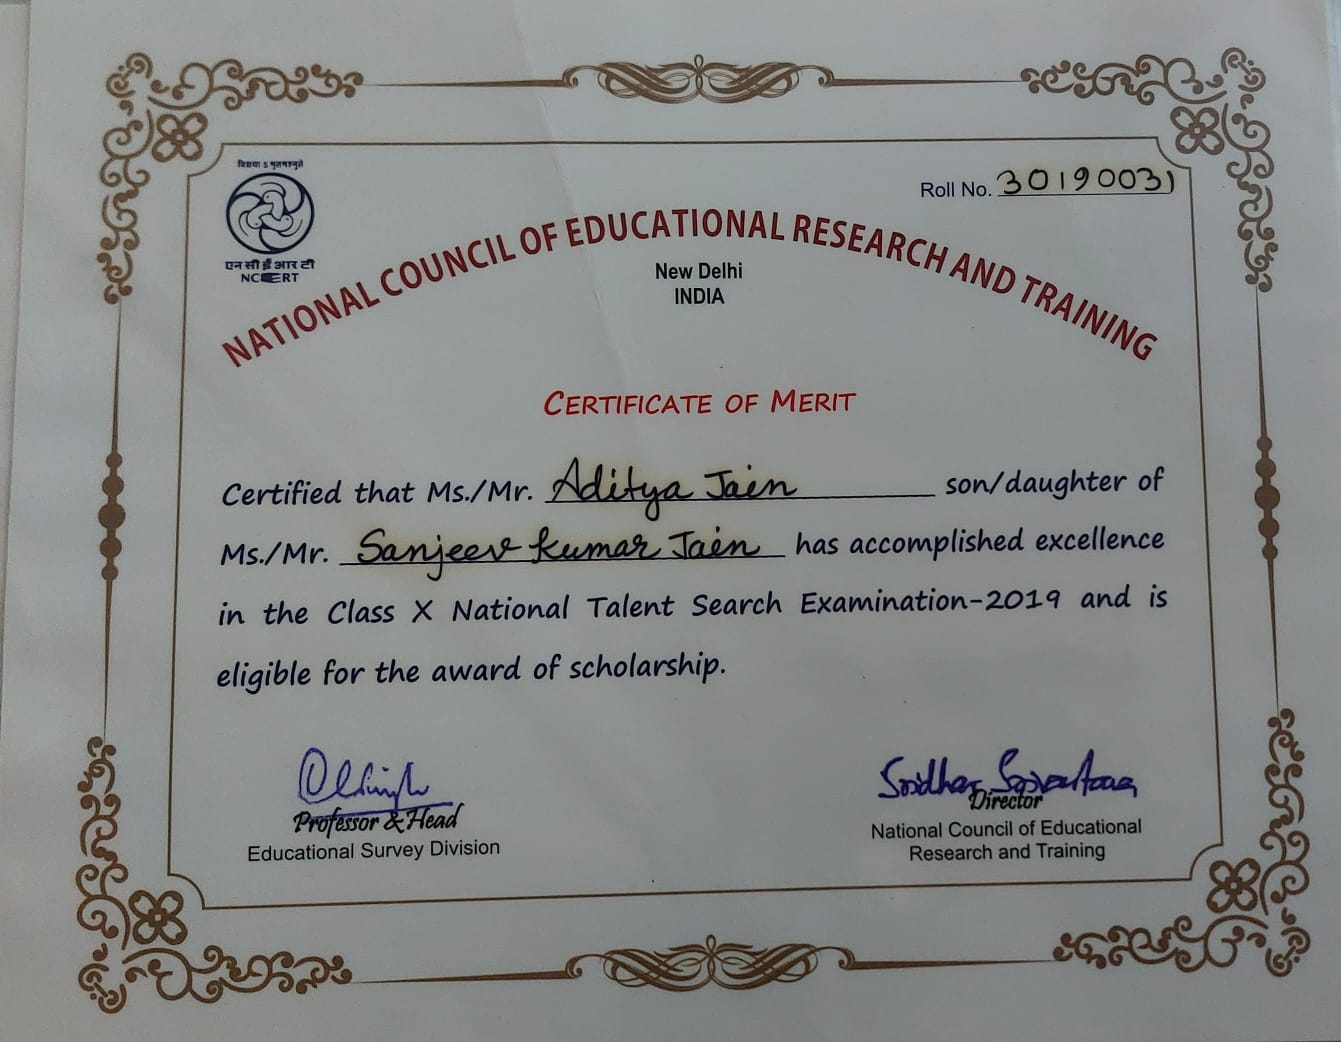 विद्यया ऽ मृतमश्नुते
एन सी ई आर टी
NCERT
Roll No. 30190031
NATIONAL COUNCIL OF EDUCATIONAL RESEARCH AND TRAINING
New Delhi
INDIA
CERTIFICATE OF MERIT
Certified that Ms./Mr. Aditya Jain son/daughter of
Ms./Mr. Sanjeev Kumar Jain has accomplished excellence
in the Class X National Talent Search Examination-2019 and is
eligible for the award of scholarship.
Sridhar Srivastava
Professor & Head
Educational Survey Division
Director
National Council of Educational
Research and Training